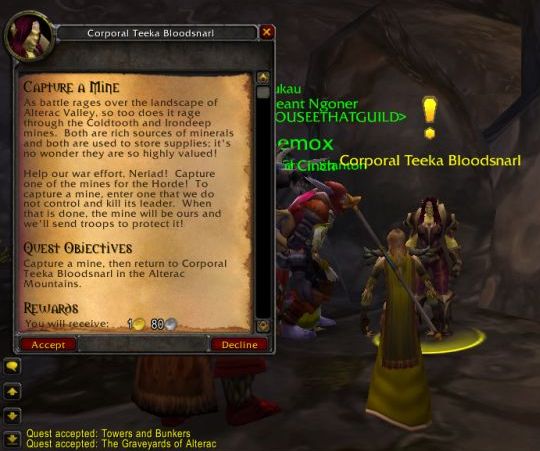 Corporal Teeka Bloodsnarl
Capture a Mine
As battle rages over the landscape of
Alterac Valley, so too does it rage
through the Coldtooth and Irondeep
mines. Both are rich sources of minerals
and both are used to store supplies; it's
no wonder they are so highly valued!
Help our war effort, Neriad! Capture
one of the mines for the Horde! To
capture a mine, enter one that we do
not control and kill its leader. When
that is done, the mine will be ours and
we'll send troops to protect it!
Quest Objectives
Capture a mine, then return to Corporal
Teeka Bloodsnarl in the Alterac
Mountains.
Rewards
You will receive: 1 80
Accept Decline
ukau
eant Ngoner
OUSEETHATGUILD>
emox
Corporal Teeka Bloodsnarl
Quest accepted: Towers and Bunkers
Quest accepted: The Graveyards of Alterac